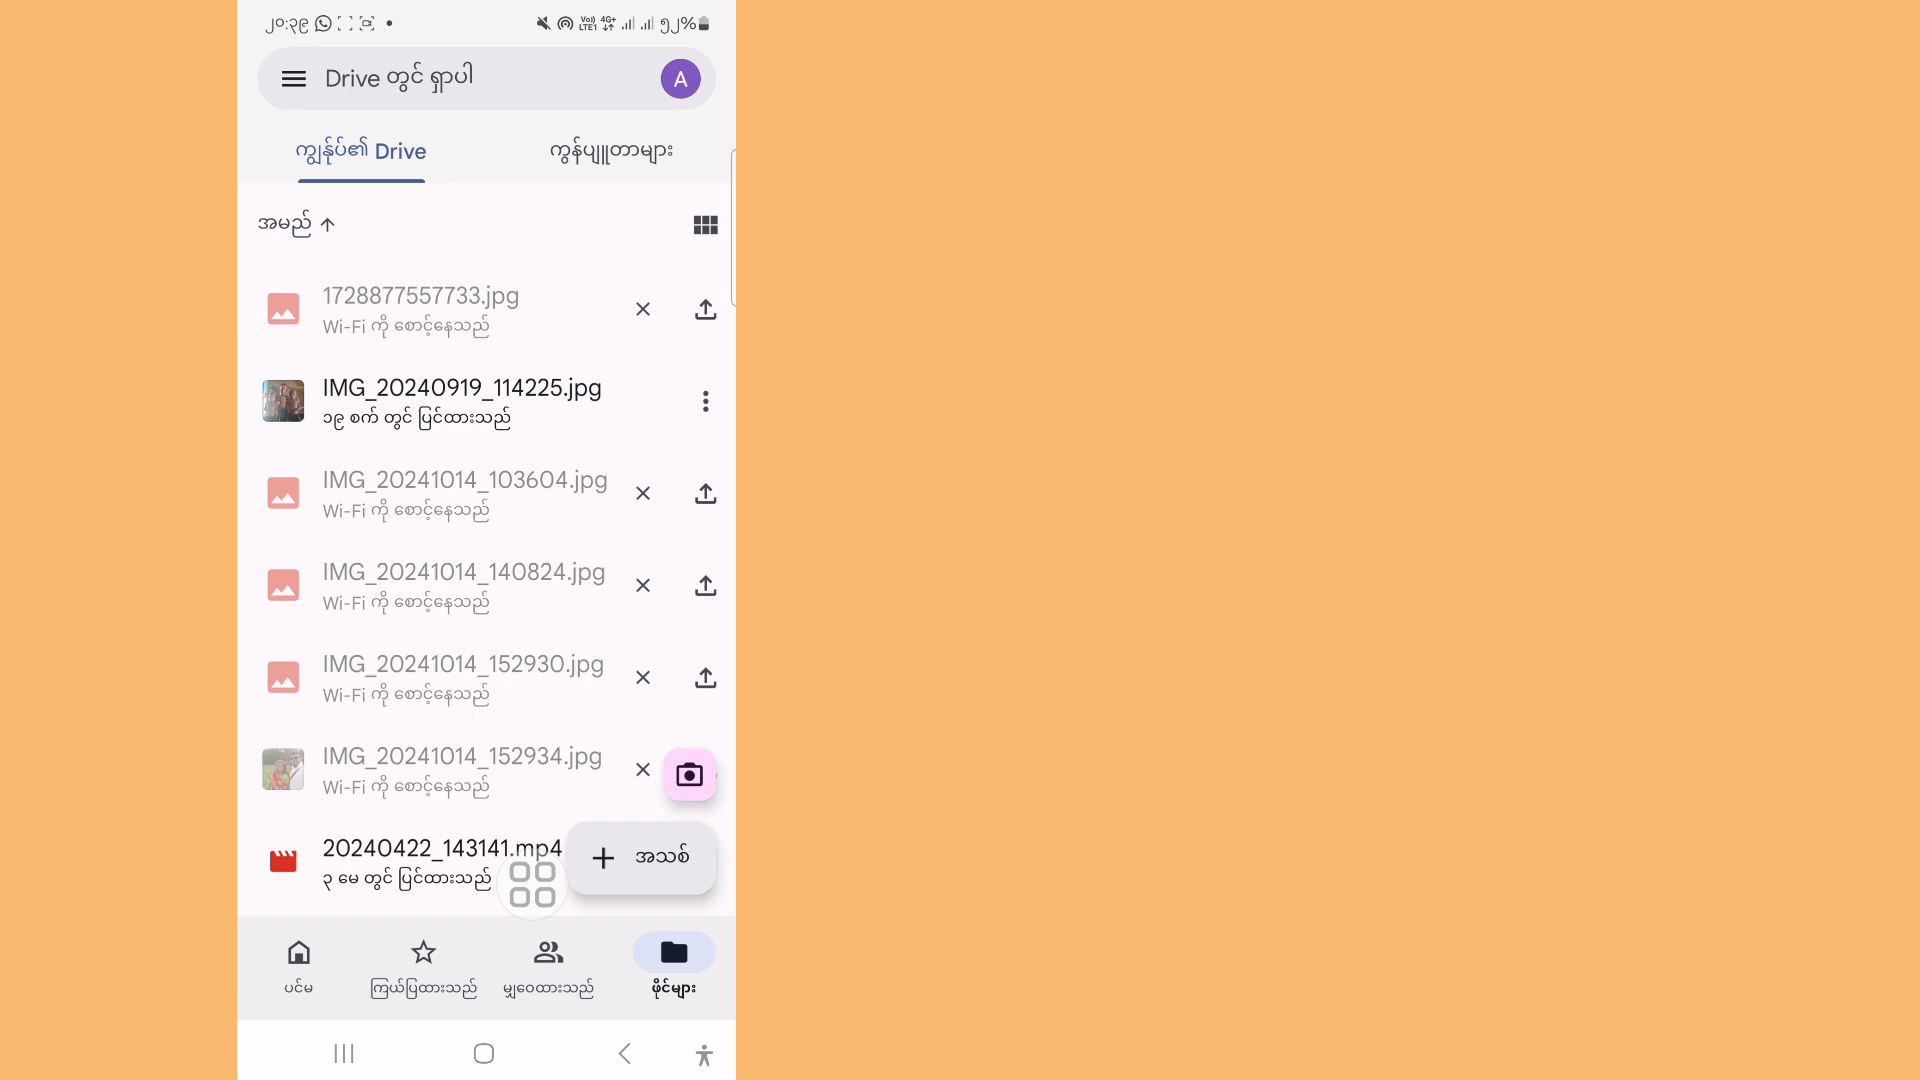 ၂၀:၃၉
Vo)) LTE1 4G+ ၅၂%
Drive တွင် ရှာပါ
A
ကျွန်ုပ်၏ Drive
ကွန်ပျူတာများ
အမည်
1728877557733.jpg
Wi-Fi ကို စောင့်နေသည်
IMG_20240919_114225.jpg
၁၉ စက် တွင် ပြင်ထားသည်
IMG_20241014_103604.jpg
Wi-Fi ကို စောင့်နေသည်
IMG_20241014_140824.jpg
Wi-Fi ကို စောင့်နေသည်
IMG_20241014_152930.jpg
Wi-Fi ကို စောင့်နေသည်
IMG_20241014_152934.jpg
Wi-Fi ကို စောင့်နေသည်
20240422_143141.mp4
၃ မေ တွင် ပြင်ထားသည်
အသစ်
ပင်မ
ကြယ်ပြထားသည်
မျှဝေထားသည်
ဖိုင်များ